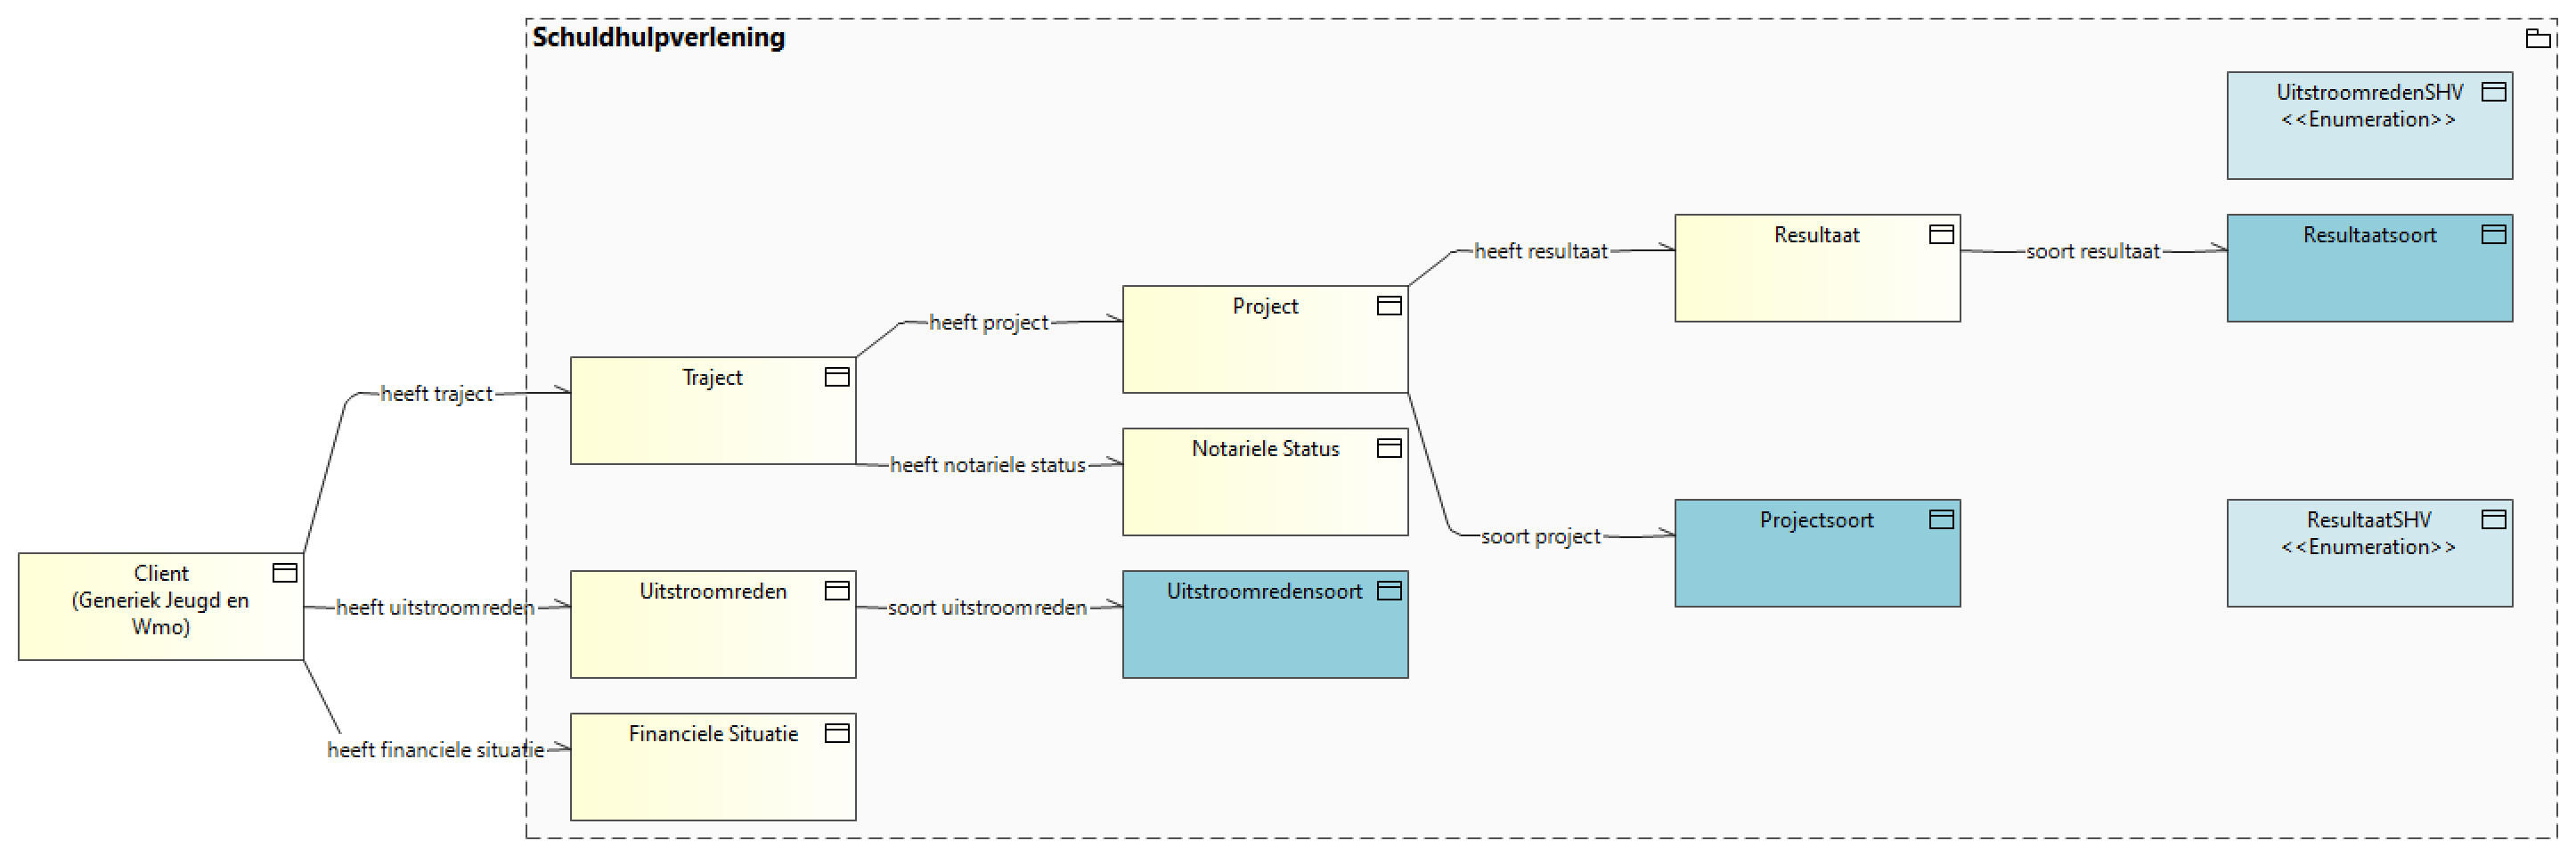 Schuldhulpverlening
UitstroomredenSHV
<<Enumeration>>
Resultaat
Resultaatsoort
heeft resultaat
soort resultaat
Project
heeft project
Traject
heeft traject
Notariele Status
heeft notariele status
Projectsoort
soort project
ResultaatSHV
<<Enumeration>>
Client
(Generiek Jeugd en
Wmo)
heeft uitstroomreden
Uitstroomreden
soort uitstroomreden
Uitstroomredensoort
Financiele Situatie
heeft financiele situatie